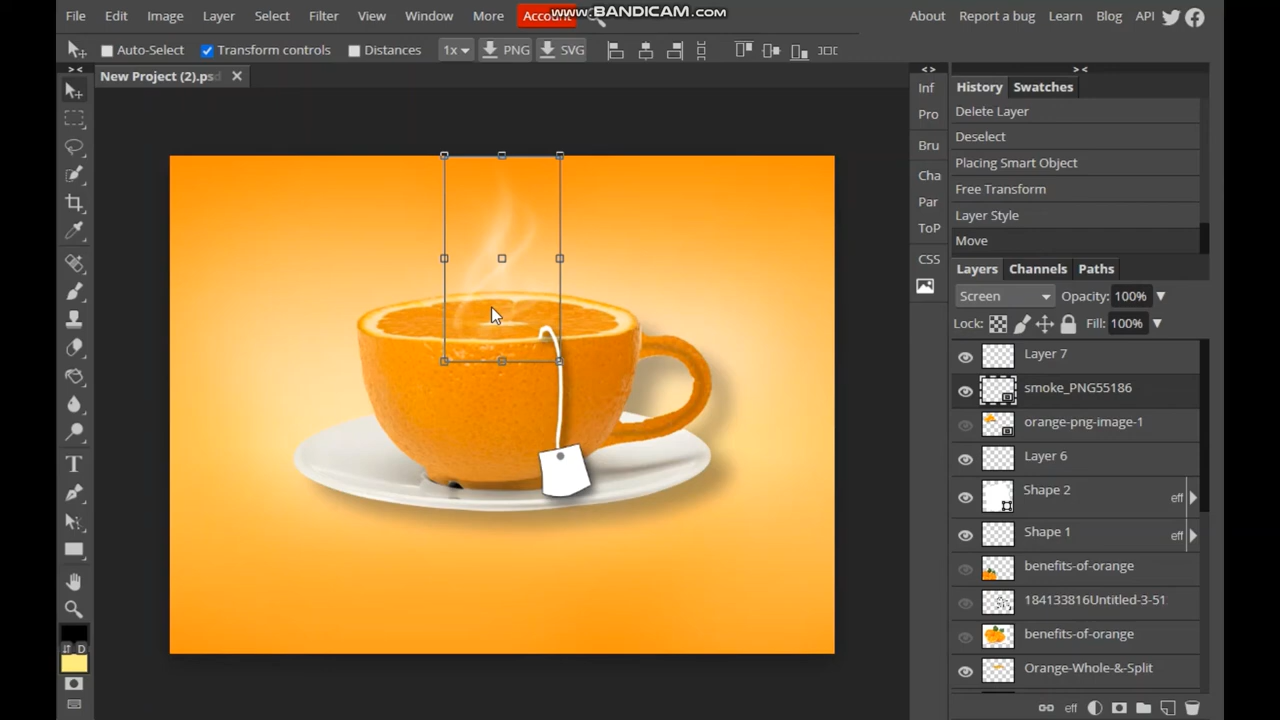 File Edit Image Layer Select Filter View Window More Account www.BANDICAM.com About Report a bug Learn Blog API
Auto-Select Transform controls Distances 1x PNG SVG
> < < > > <
New Project (2).psd ×
Inf
Pro
Bru
Cha
Par
ToP
CSS
History Swatches
Delete Layer
Deselect
Placing Smart Object
Free Transform
Layer Style
Move
Layers Channels Paths
Screen Opacity: 100%
Lock: Fill: 100%
Layer 7
smoke_PNG55186
orange-png-image-1
Layer 6
Shape 2 eff
Shape 1 eff
benefits-of-orange
184133816Untitled-3-51
benefits-of-orange
Orange-Whole-&-Split
eff
D